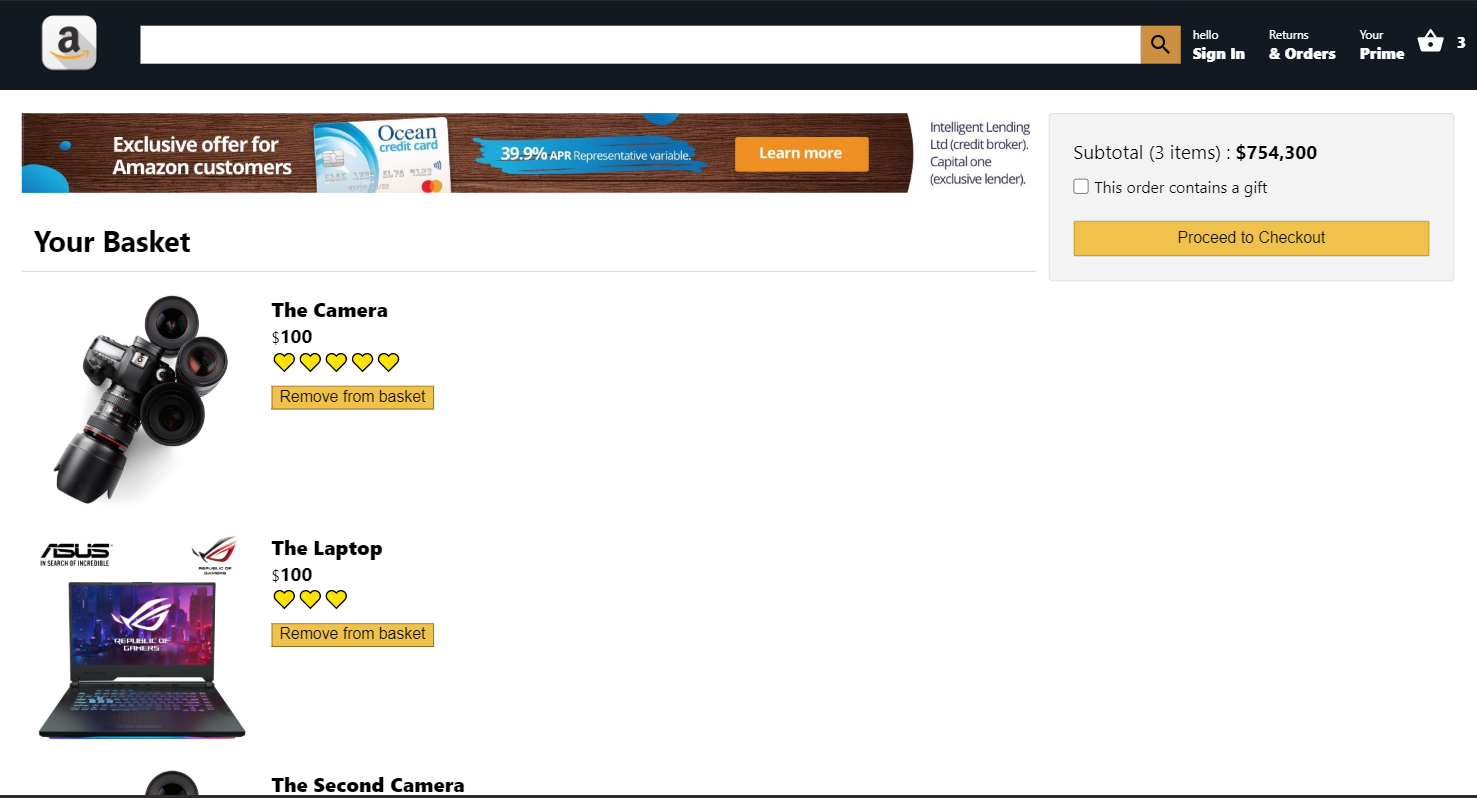 a
hello
Sign In
Returns
& Orders
Your
Prime
3
Exclusive offer for
Amazon customers
Ocean
credit card
39.9% APR Representative variable.
Learn more
Intelligent Lending
Ltd (credit broker).
Capital one
(exclusive lender).
Subtotal (3 items) : $754,300
This order contains a gift
Proceed to Checkout
Your Basket
The Camera
$100
Remove from basket
ASUS
IN SEARCH OF INCREDIBLE
REPUBLIC OF
GAMERS
REPUBLIC OF
GAMERS
The Laptop
$100
Remove from basket
The Second Camera